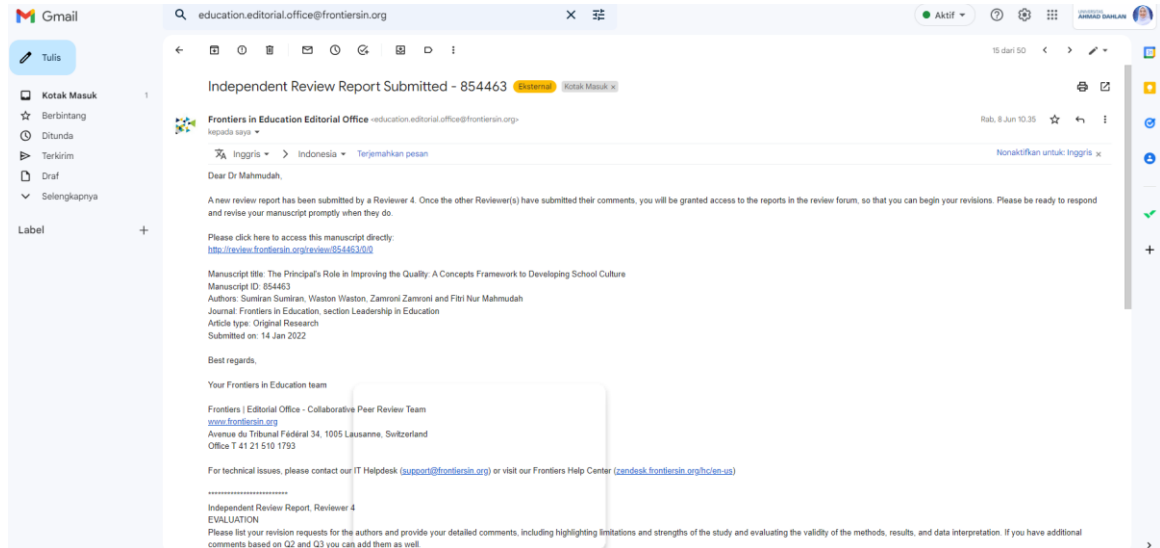 Gmail
education.editorial.office@frontiersin.org
Aktif
UNIVERSITAS
AHMAD DAHLAN
Tulis
15 dari 50
Kotak Masuk 1
Berbintang
Ditunda
Terkirim
Draf
Selengkapnya
Label
Independent Review Report Submitted - 854463 Eksternal Kotak Masuk x
Frontiers in Education Editorial Office <education.editorial.office@frontiersin.org>
Rab, 8 Jun 10.35
kepada saya
Inggris > Indonesia Terjemahkan pesan
Nonaktifkan untuk: Inggris x
Dear Dr Mahmudah,
A new review report has been submitted by a Reviewer 4. Once the other Reviewer(s) have submitted their comments, you will be granted access to the reports in the review forum, so that you can begin your revisions. Please be ready to respond
and revise your manuscript promptly when they do.
Please click here to access this manuscript directly:
http://review.frontiersin.org/review/854463/0/0
Manuscript title: The Principal's Role in Improving the Quality: A Concepts Framework to Developing School Culture
Manuscript ID: 854463
Authors: Sumiran Sumiran, Waston Waston, Zamroni Zamroni and Fitri Nur Mahmudah
Journal: Frontiers in Education, section Leadership in Education
Article type: Original Research
Submitted on: 14 Jan 2022
Best regards,
Your Frontiers in Education team
Frontiers | Editorial Office - Collaborative Peer Review Team
www.frontiersin.org
Avenue du Tribunal Fédéral 34, 1005 Lausanne, Switzerland
Office T 41 21 510 1793
For technical issues, please contact our IT Helpdesk (support@frontiersin.org) or visit our Frontiers Help Center (zendesk.frontiersin.org/hc/en-us)
*************************
Independent Review Report, Reviewer 4
EVALUATION
Please list your revision requests for the authors and provide your detailed comments, including highlighting limitations and strengths of the study and evaluating the validity of the methods, results, and data interpretation. If you have additional
comments based on Q2 and Q3 you can add them as well.